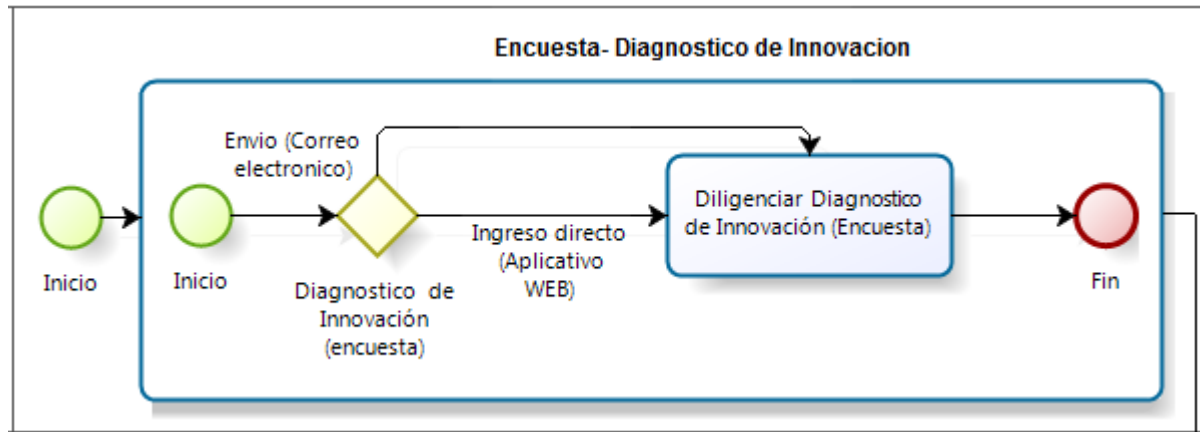 Encuesta- Diagnostico de Innovacion
Envio (Correo
electronico)
Inicio
Inicio
Diagnostico de
Innovación
(encuesta)
Ingreso directo
(Aplicativo
WEB)
Diligenciar Diagnostico
de Innovación (Encuesta)
Fin